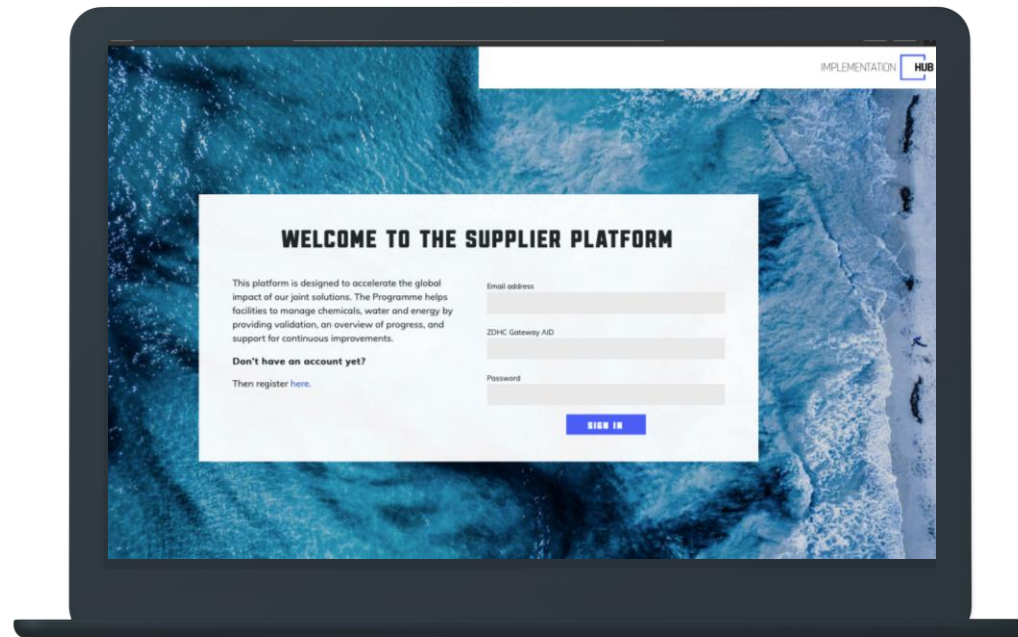 IMPLEMENTATION HUB
WELCOME TO THE SUPPLIER PLATFORM
This platform is designed to accelerate the global
impact of our joint solutions. The Programme helps
facilities to manage chemicals, water and energy by
providing validation, an overview of progress, and
support for continuous improvements.
Don't have an account yet?
Then register here.
Email address
ZDHC Gateway AID
Password
SIGN IN